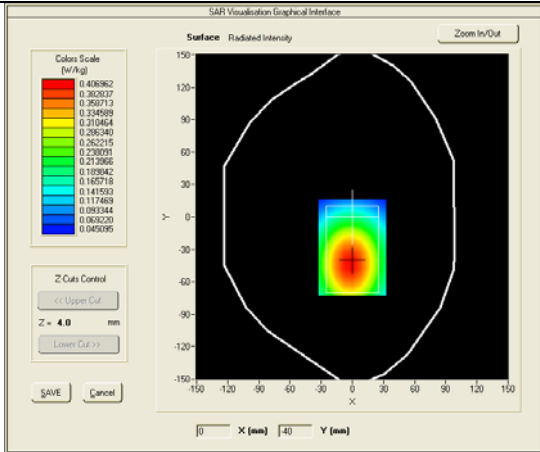 SAR Visualisation Graphical Interface
Surface Radiated Intensity
Zoom In/Out
Colors Scale
(W/kg)
0.406962
0.382837
0.358713
0.334589
0.310464
0.286340
0.262215
0.238091
0.213966
0.189842
0.165718
0.141593
0.117469
0.093344
0.069220
0.045095
150-
120-
90-
60-
30-
Y
0-
-30-
-60-
-90-
-120-
-150-
-150 -120 -90 -60 -30 0 30 60 90 120 150
X
Z Cuts Control
<< Upper Cut
Z = 4.0 mm
Lower Cut >>
SAVE Cancel
0 X (mm) -40 Y (mm)